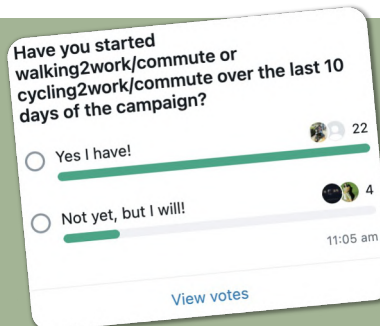 Have you started
walking2work/commute or
cycling2work/commute over the last 10
days of the campaign?
Yes I have!
22
Not yet, but I will!
4
11:05 am
View votes